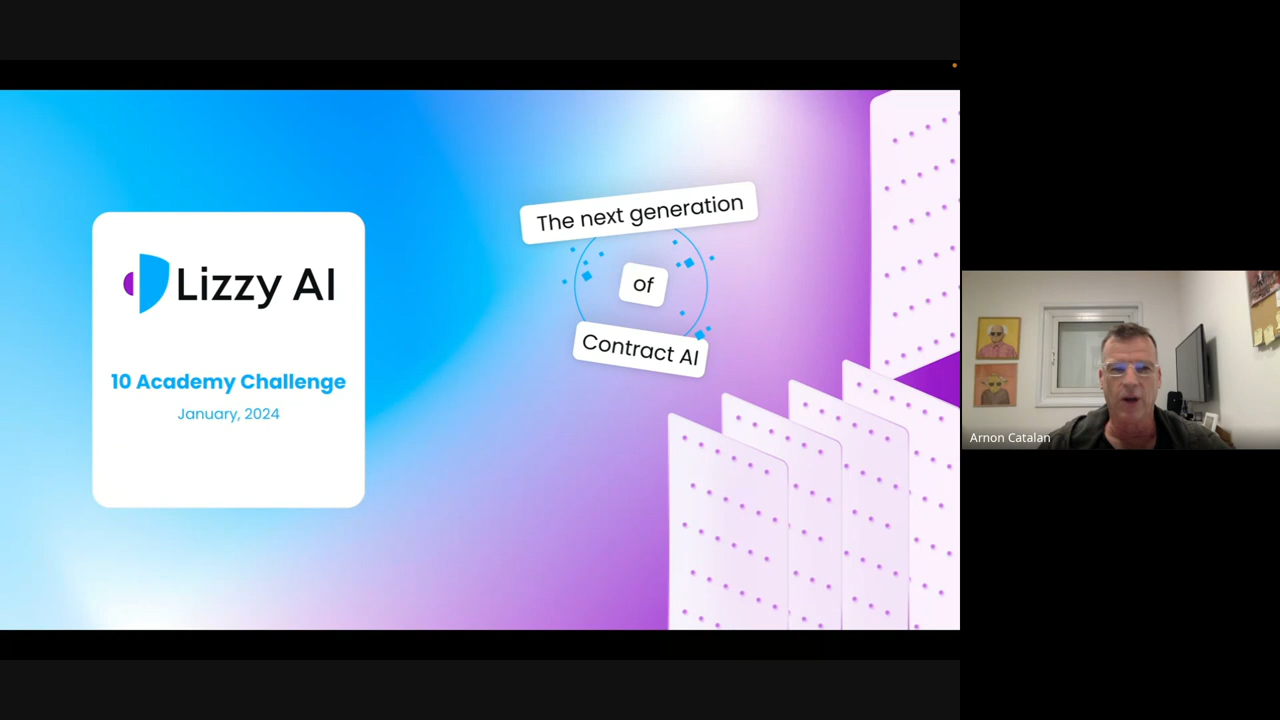 Lizzy AI
10 Academy Challenge
January, 2024
The next generation
of
Contract AI
Arnon Catalan